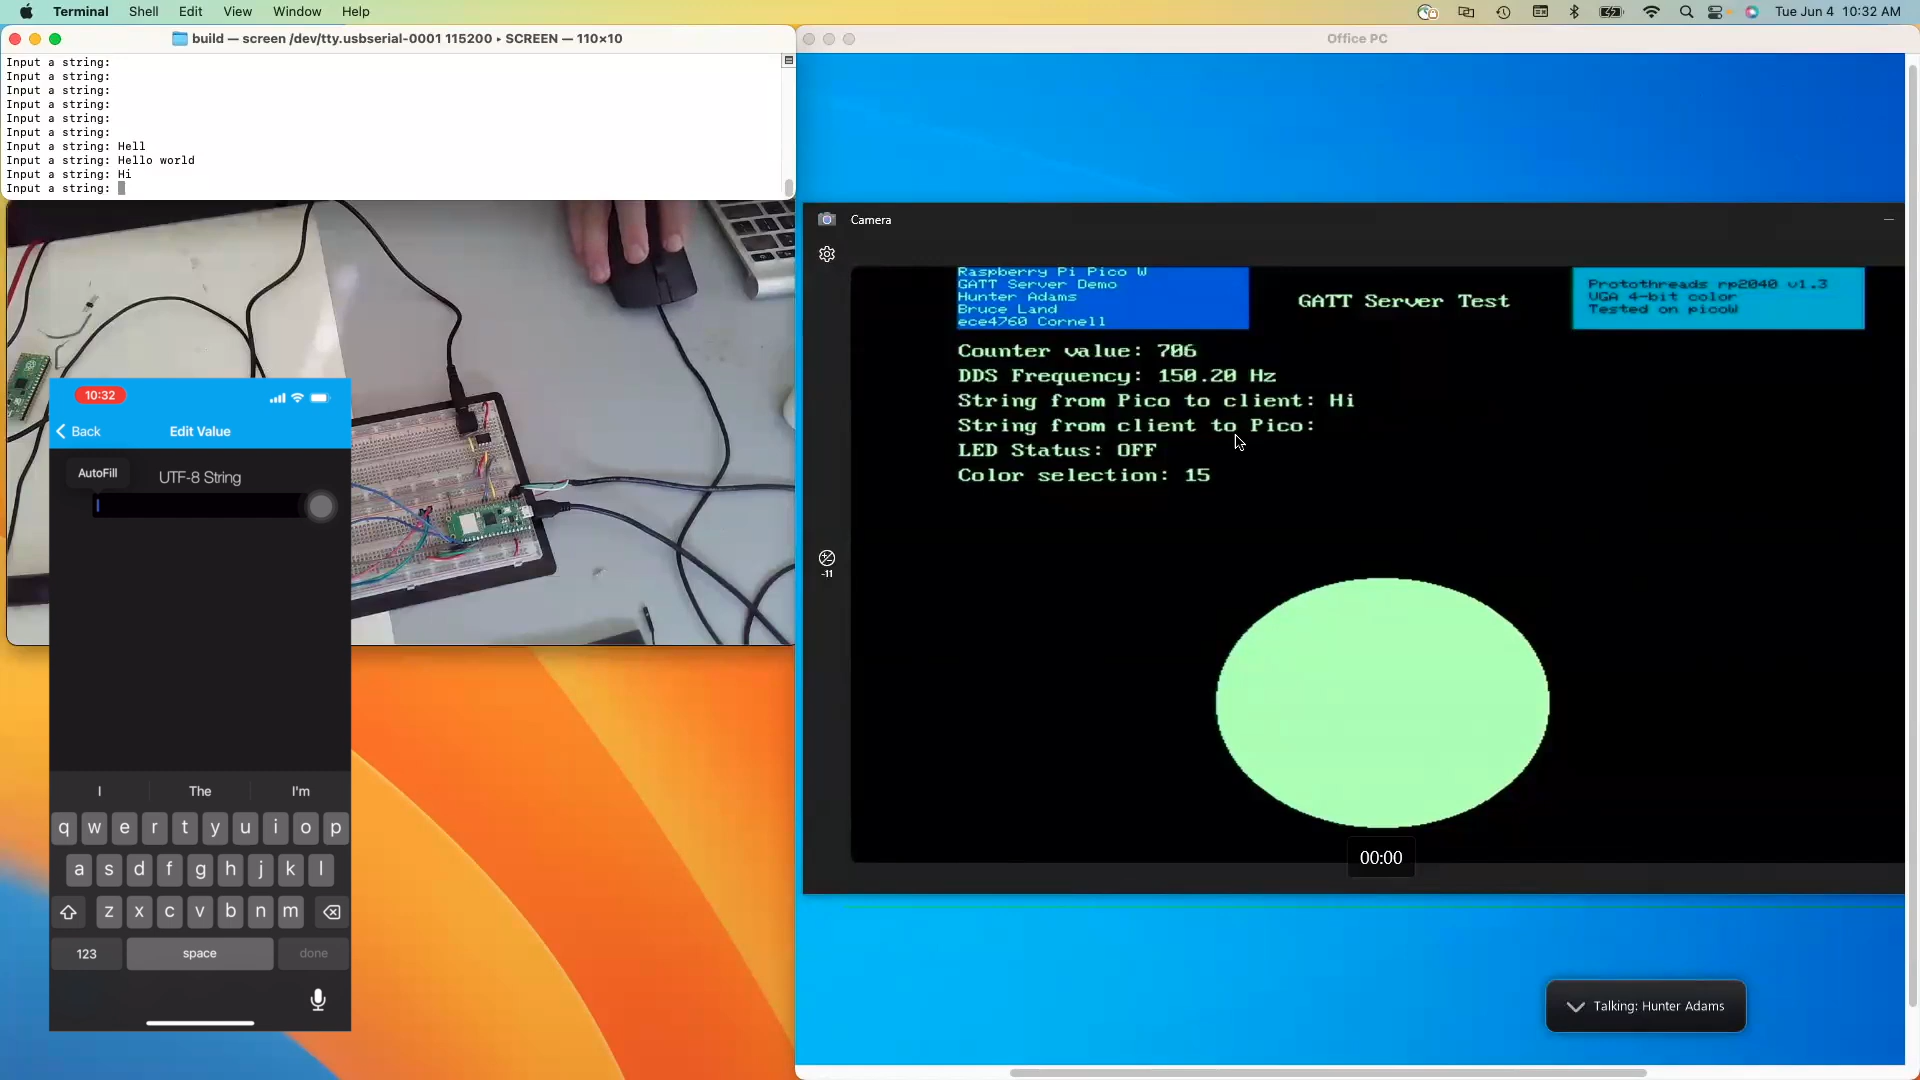 Terminal Shell Edit View Window Help
Tue Jun 4 10:32 AM
build — screen /dev/tty.usbserial-0001 115200 ▸ SCREEN — 110×10
Input a string:
Input a string:
Input a string:
Input a string:
Input a string:
Input a string:
Input a string: Hell
Input a string: Hello world
Input a string: Hi
Input a string:
Office PC
Camera
-11
Raspberry Pi Pico W
GATT Server Demo
Hunter Adams
Bruce Land
ece4760 Cornell
GATT Server Test
Protothreads rp2040 v1.3
VGA 4-bit color
Tested on picoW
Counter value: 706
DDS Frequency: 150.20 Hz
String from Pico to client: Hi
String from client to Pico:
LED Status: OFF
Color selection: 15
00:00
Talking: Hunter Adams
10:32
Back Edit Value
AutoFill
UTF-8 String
I The I'm
q w e r t y u i o p
a s d f g h j k l
z x c v b n m
123 space done